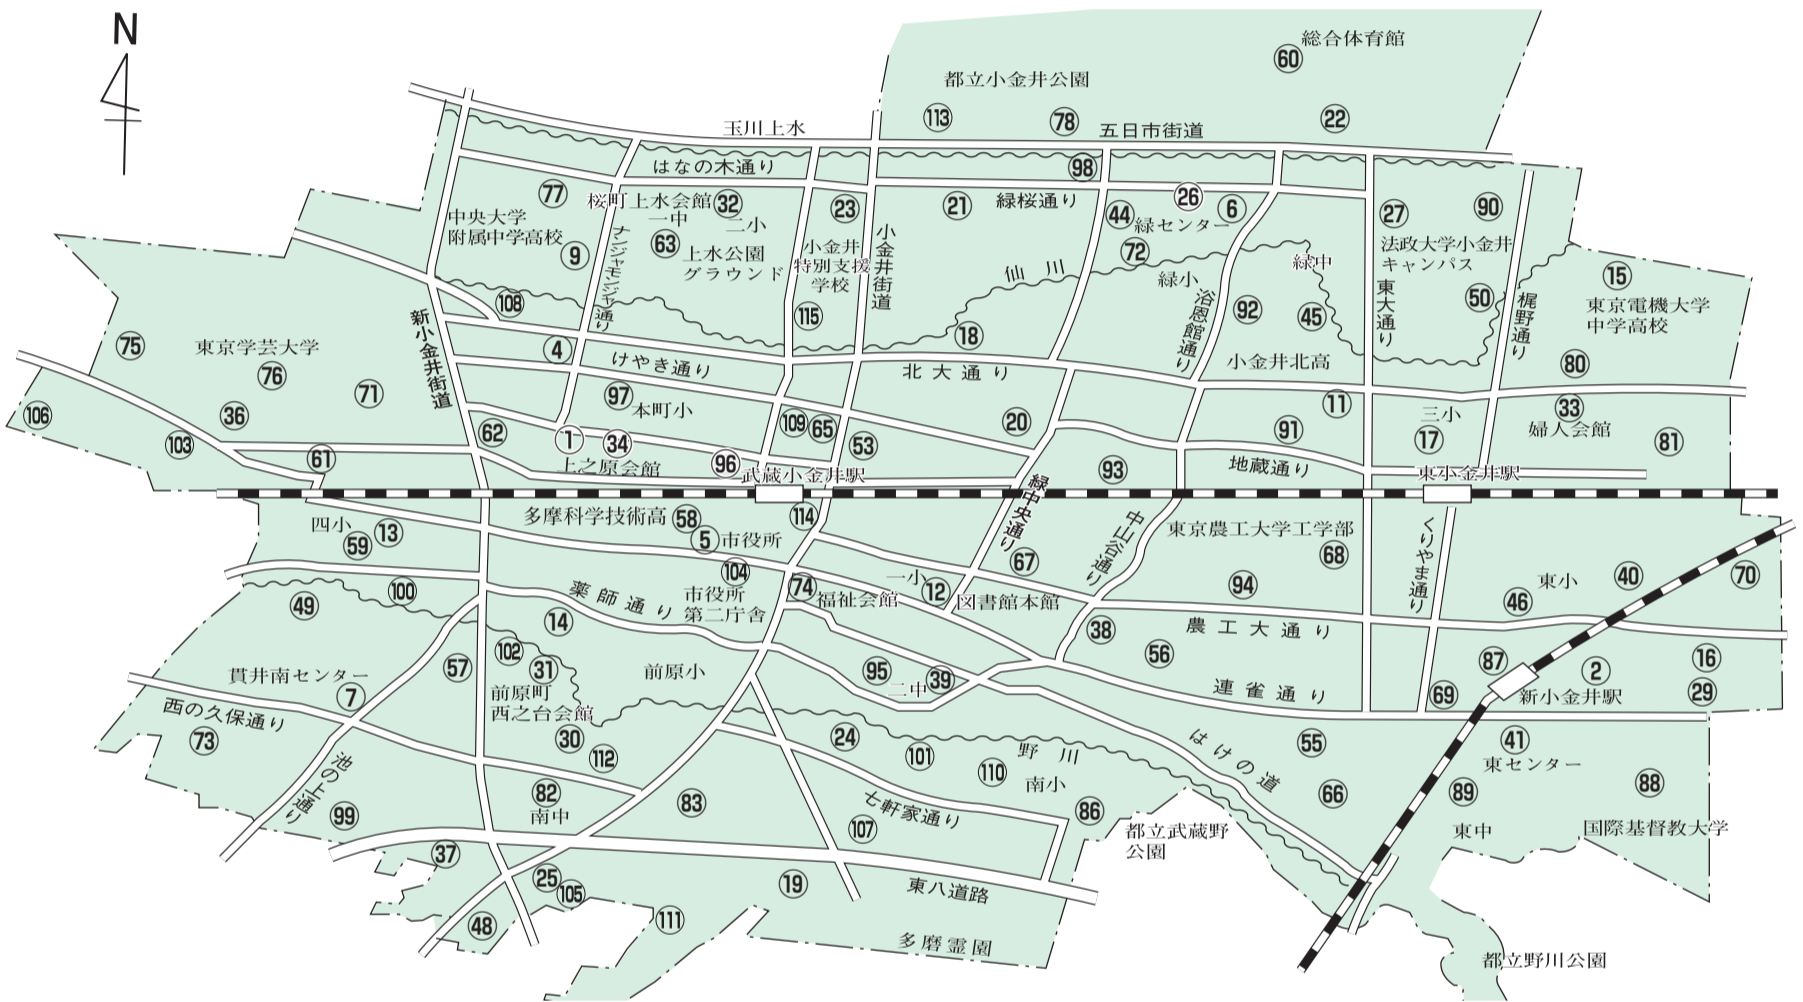 N
総合体育館
60
都立小金井公園
113
78
22
玉川上水
五日市街道
はなの木通り
98
77
桜町上水会館
32
23
21
緑桜通り
26
44
6
27
90
中央大学
附属中学高校
一中
二小
63
9
上水公園
グラウンド
小金井
特別支援
学校
小金井街道
緑センター
72
緑小
緑中
法政大学小金井
キャンパス
15
東京電機大学
中学高校
仙川
ナンジャモンジャ通り
108
115
18
浴恩館通り
92
45
東大通り
50
梶野通り
新小金井街道
75
東京学芸大学
76
71
4
けやき通り
北大通り
小金井北高
80
106
36
103
97
本町小
109
65
20
11
三小
33
婦人会館
62
1
34
53
91
17
81
61
上之原会館
96
武蔵小金井駅
93
地蔵通り
東小金井駅
四小
59
13
多摩科学技術高
58
5
市役所
114
緑中央通り
67
中山谷通り
東京農工大学工学部
68
くりやま通り
東小
40
70
49
100
薬師通り
104
市役所
第二庁舎
74
福祉会館
一小
12
図書館本館
94
46
14
38
農工大通り
56
貫井南センター
7
57
102
31
前原町
西之台会館
前原小
95
二中
39
87
2
16
新小金井駅
29
連雀通り
69
西の久保通り
73
30
112
24
101
野川
110
南小
はけの道
55
41
東センター
池の上通り
99
82
南中
83
七軒家通り
107
86
66
89
88
都立武蔵野
公園
東中
国際基督教大学
37
25
105
48
111
19
東八道路
多磨霊園
都立野川公園